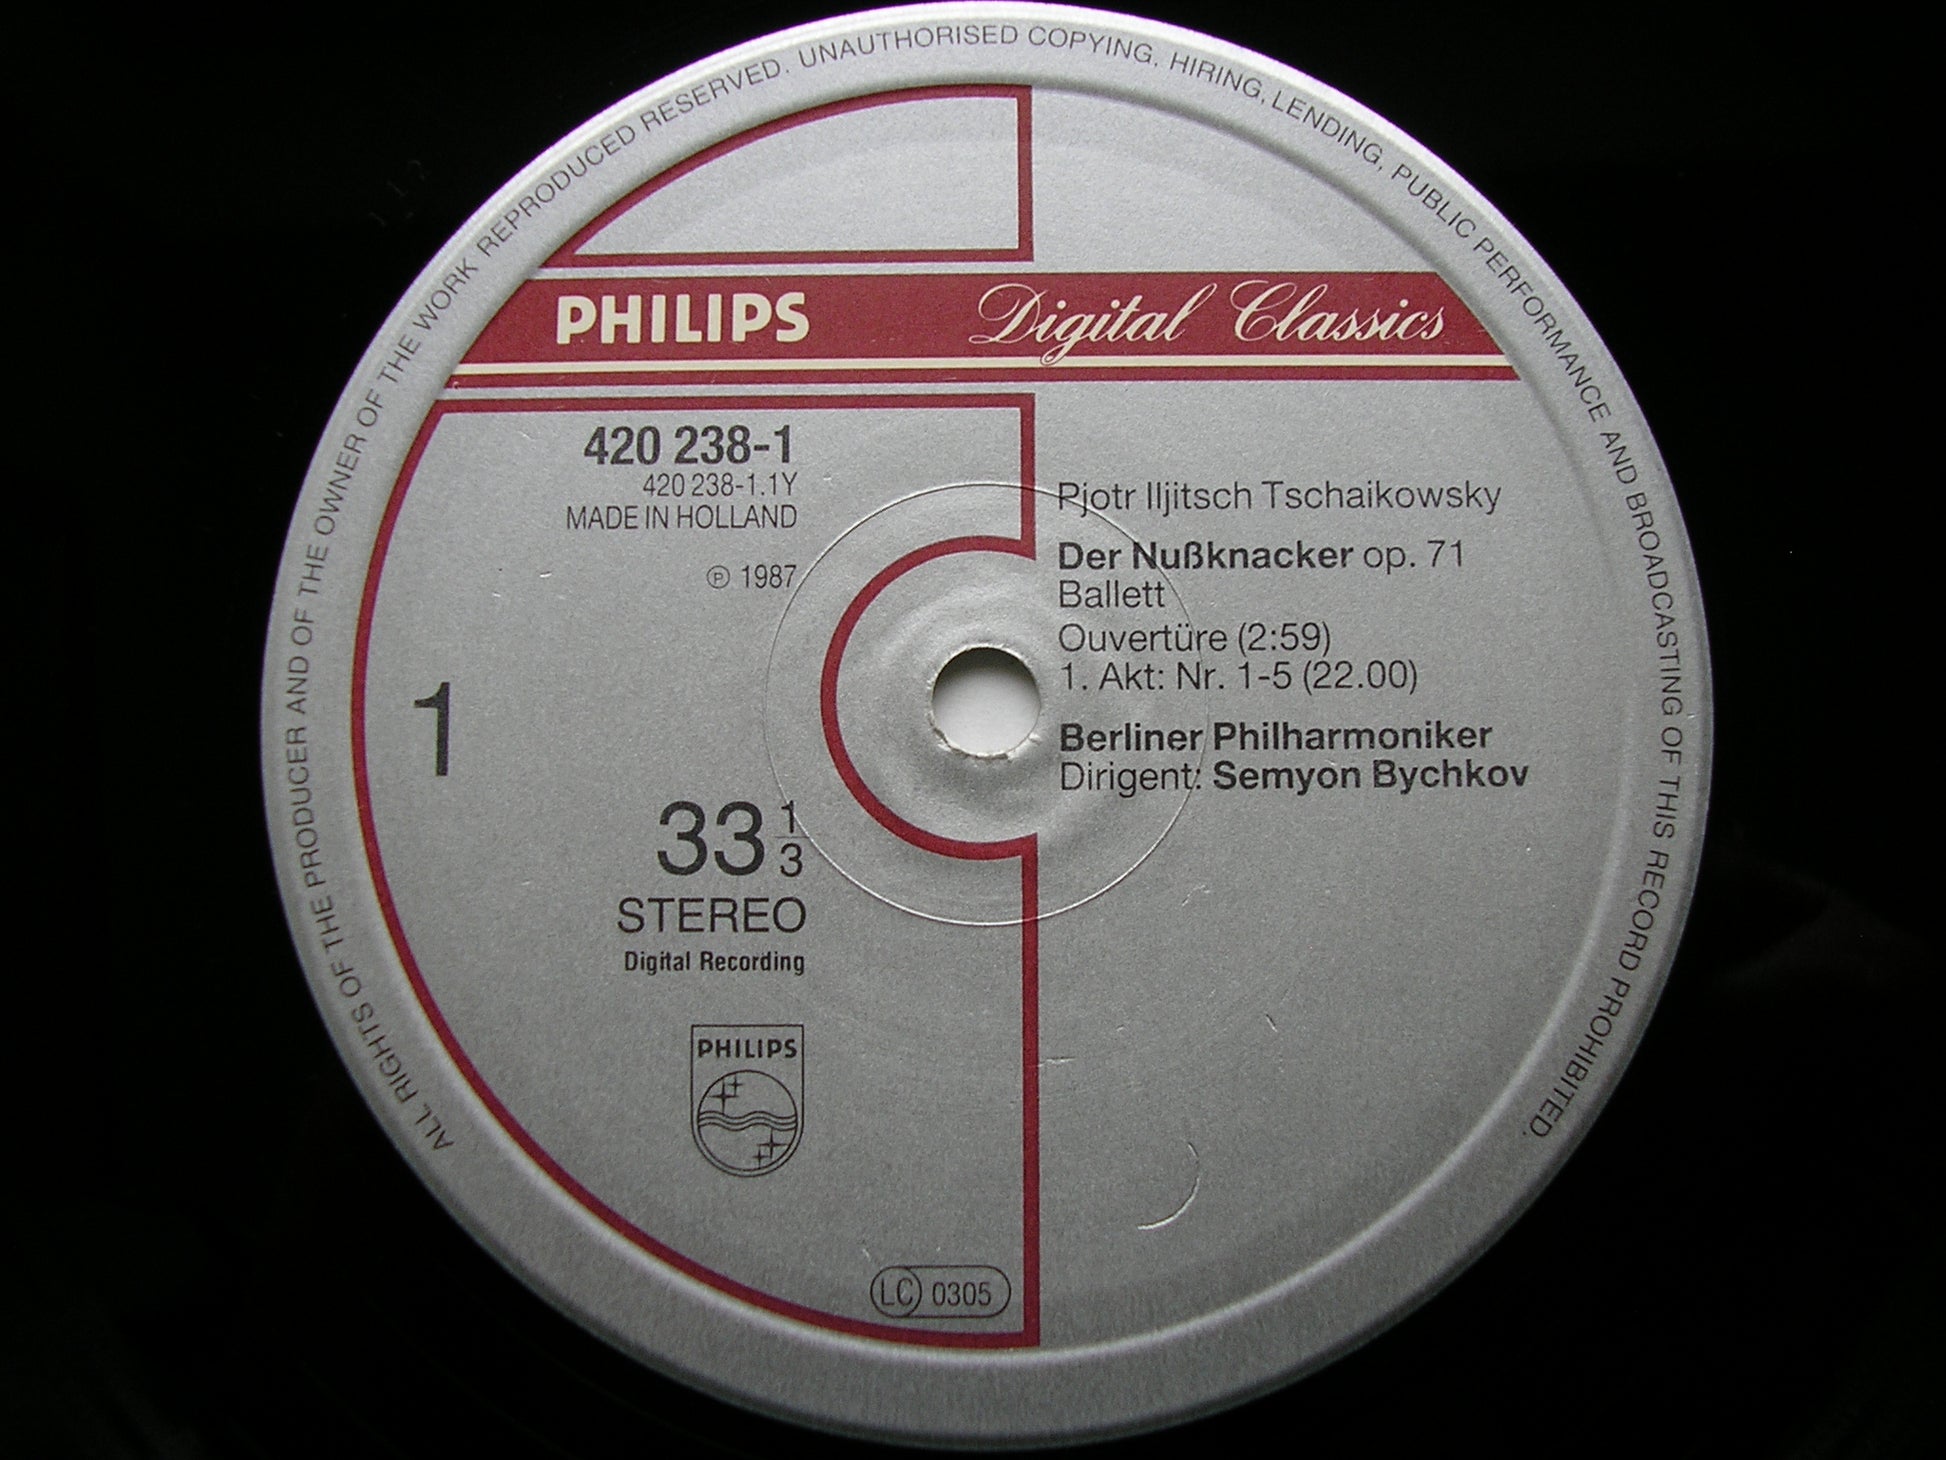 ALL RIGHTS OF THE PRODUCER AND OF THE OWNER OF THE WORK REPRODUCED RESERVED. UNAUTHORISED COPYING, HIRING, LENDING, PUBLIC PERFORMANCE AND BROADCASTING OF THIS RECORD PROHIBITED.
PHILIPS Digital Classics
420 238-1
420 238-1.1Y
MADE IN HOLLAND
℗ 1987
1
33 1/3
STEREO
Digital Recording
PHILIPS
LC 0305
Pjotr Iljitsch Tschaikowsky
Der Nußknacker op. 71
Ballett
Ouvertüre (2:59)
1. Akt: Nr. 1-5 (22.00)
Berliner Philharmoniker
Dirigent: Semyon Bychkov